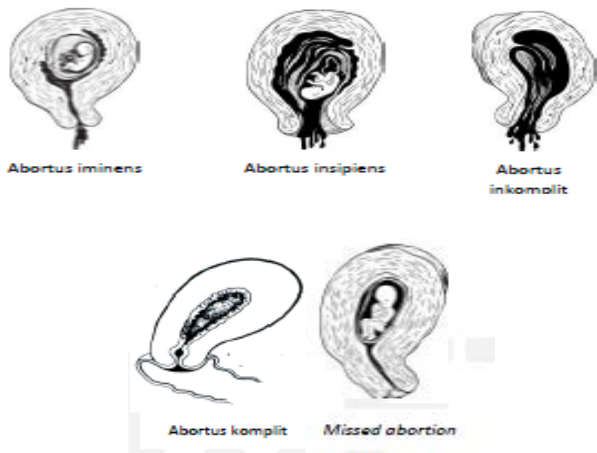 Abortus iminens
Abortus insipiens
Abortus
inkomplit
Abortus komplit
Missed abortion